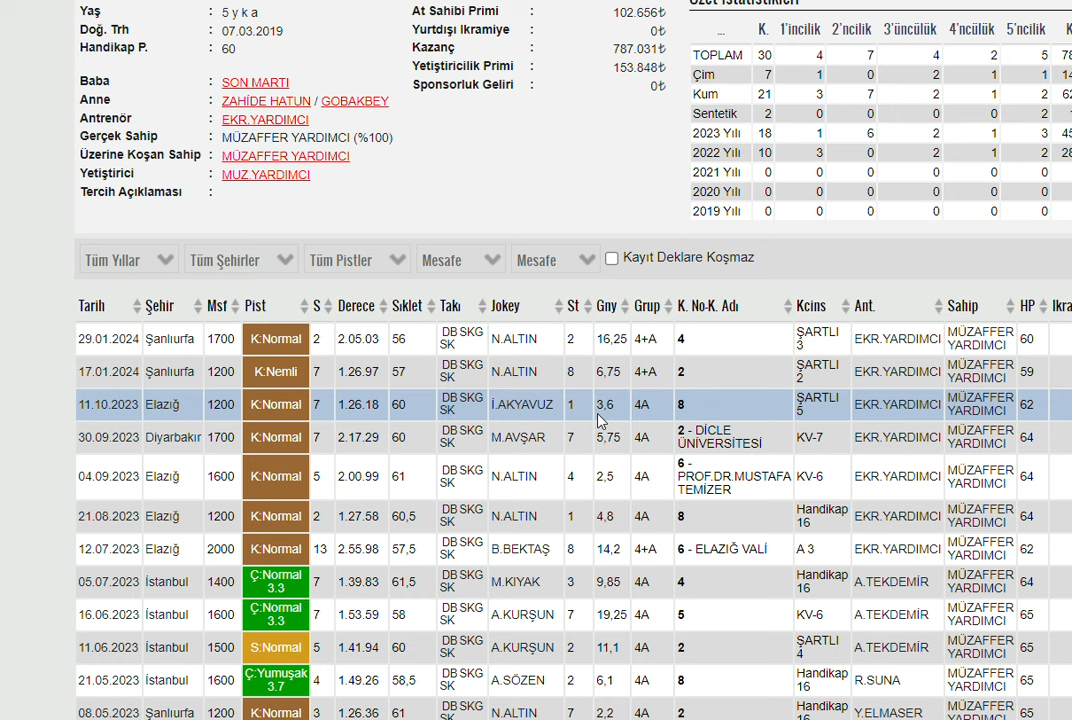 Yaş : 5 y k a
Doğ. Trh : 07.03.2019
Handikap P. : 60
Baba : SON MARTI
Anne : ZAHİDE HATUN / GOBAKBEY
Antrenör : EKR.YARDIMCI
Gerçek Sahip : MÜZAFFER YARDIMCI (%100)
Üzerine Koşan Sahip : MÜZAFFER YARDIMCI
Yetiştirici : MUZ.YARDIMCI
Tercih Açıklaması :
At Sahibi Primi : 102.656₺
Yurtdışı Ikramiye : 0₺
Kazanç : 787.031₺
Yetiştiricilik Primi : 153.848₺
Sponsorluk Geliri : 0₺
Özet İstatistikleri
... K. 1'incilik 2'ncilik 3'üncülük 4'ncülük 5'ncilik K
TOPLAM 30 4 7 4 2 5 78
Çim 7 1 0 2 1 1 14
Kum 21 3 7 2 1 2 62
Sentetik 2 0 0 0 0 2
2023 Yılı 18 1 6 2 1 3 45
2022 Yılı 10 3 0 2 1 2 28
2021 Yılı 0 0 0 0 0 0
2020 Yılı 0 0 0 0 0 0
2019 Yılı 0 0 0 0 0 0
Tüm Yıllar Tüm Şehirler Tüm Pistler Mesafe Mesafe Kayıt Deklare Koşmaz
Tarih Şehir Msf Pist S Derece Sıklet Takı Jokey St Gny Grup K. No-K. Adı Kcins Ant. Sahip HP Ikra
29.01.2024 Şanlıurfa 1700 K:Normal 2 2.05.03 56 DB SKG SK N.ALTIN 2 16,25 4+A 4 ŞARTLI 3 EKR.YARDIMCI MÜZAFFER YARDIMCI 60
17.01.2024 Şanlıurfa 1200 K:Nemli 7 1.26.97 57 DB SKG SK N.ALTIN 8 6,75 4+A 2 ŞARTLI 2 EKR.YARDIMCI MÜZAFFER YARDIMCI 59
11.10.2023 Elazığ 1200 K:Normal 7 1.26.18 60 DB SKG SK İ.AKYAVUZ 1 3,6 4A 8 ŞARTLI 5 EKR.YARDIMCI MÜZAFFER YARDIMCI 62
30.09.2023 Diyarbakır 1700 K:Normal 7 2.17.29 60 DB SKG SK M.AVŞAR 7 5,75 4A 2 - DİCLE ÜNİVERSİTESİ KV-7 EKR.YARDIMCI MÜZAFFER YARDIMCI 64
04.09.2023 Elazığ 1600 K:Normal 5 2.00.99 61 DB SKG SK N.ALTIN 4 2,5 4A 6 - PROF.DR.MUSTAFA TEMİZER KV-6 EKR.YARDIMCI MÜZAFFER YARDIMCI 64
21.08.2023 Elazığ 1200 K:Normal 2 1.27.58 60,5 DB SKG SK N.ALTIN 1 4,8 4A 8 Handikap 16 EKR.YARDIMCI MÜZAFFER YARDIMCI 64
12.07.2023 Elazığ 2000 K:Normal 13 2.55.98 57,5 DB SKG SK B.BEKTAŞ 8 14,2 4+A 6 - ELAZIĞ VALİ A 3 EKR.YARDIMCI MÜZAFFER YARDIMCI 62
05.07.2023 İstanbul 1400 Ç:Normal 3.3 7 1.39.83 61,5 DB SKG SK M.KIYAK 3 9,85 4A 4 Handikap 16 A.TEKDEMİR MÜZAFFER YARDIMCI 64
16.06.2023 İstanbul 1600 Ç:Normal 3.3 7 1.53.59 58 DB SKG SK A.KURŞUN 7 19,25 4A 5 KV-6 A.TEKDEMİR MÜZAFFER YARDIMCI 65
11.06.2023 İstanbul 1500 S:Normal 5 1.41.94 60 DB SKG SK A.KURŞUN 2 11,1 4A 2 ŞARTLI 4 A.TEKDEMİR MÜZAFFER YARDIMCI 65
21.05.2023 İstanbul 1600 Ç:Yumuşak 3.7 4 1.49.26 58,5 DB SKG SK A.SÖZEN 2 6,1 4A 8 Handikap 16 R.SUNA MÜZAFFER YARDIMCI 65
08.05.2023 Şanlıurfa 1200 K:Normal 3 1.26.36 61 DB SKG SK N.ALTIN 7 2,2 4A 2 Handikap 16 Y.ELMASER MÜZAFFER YARDIMCI 65